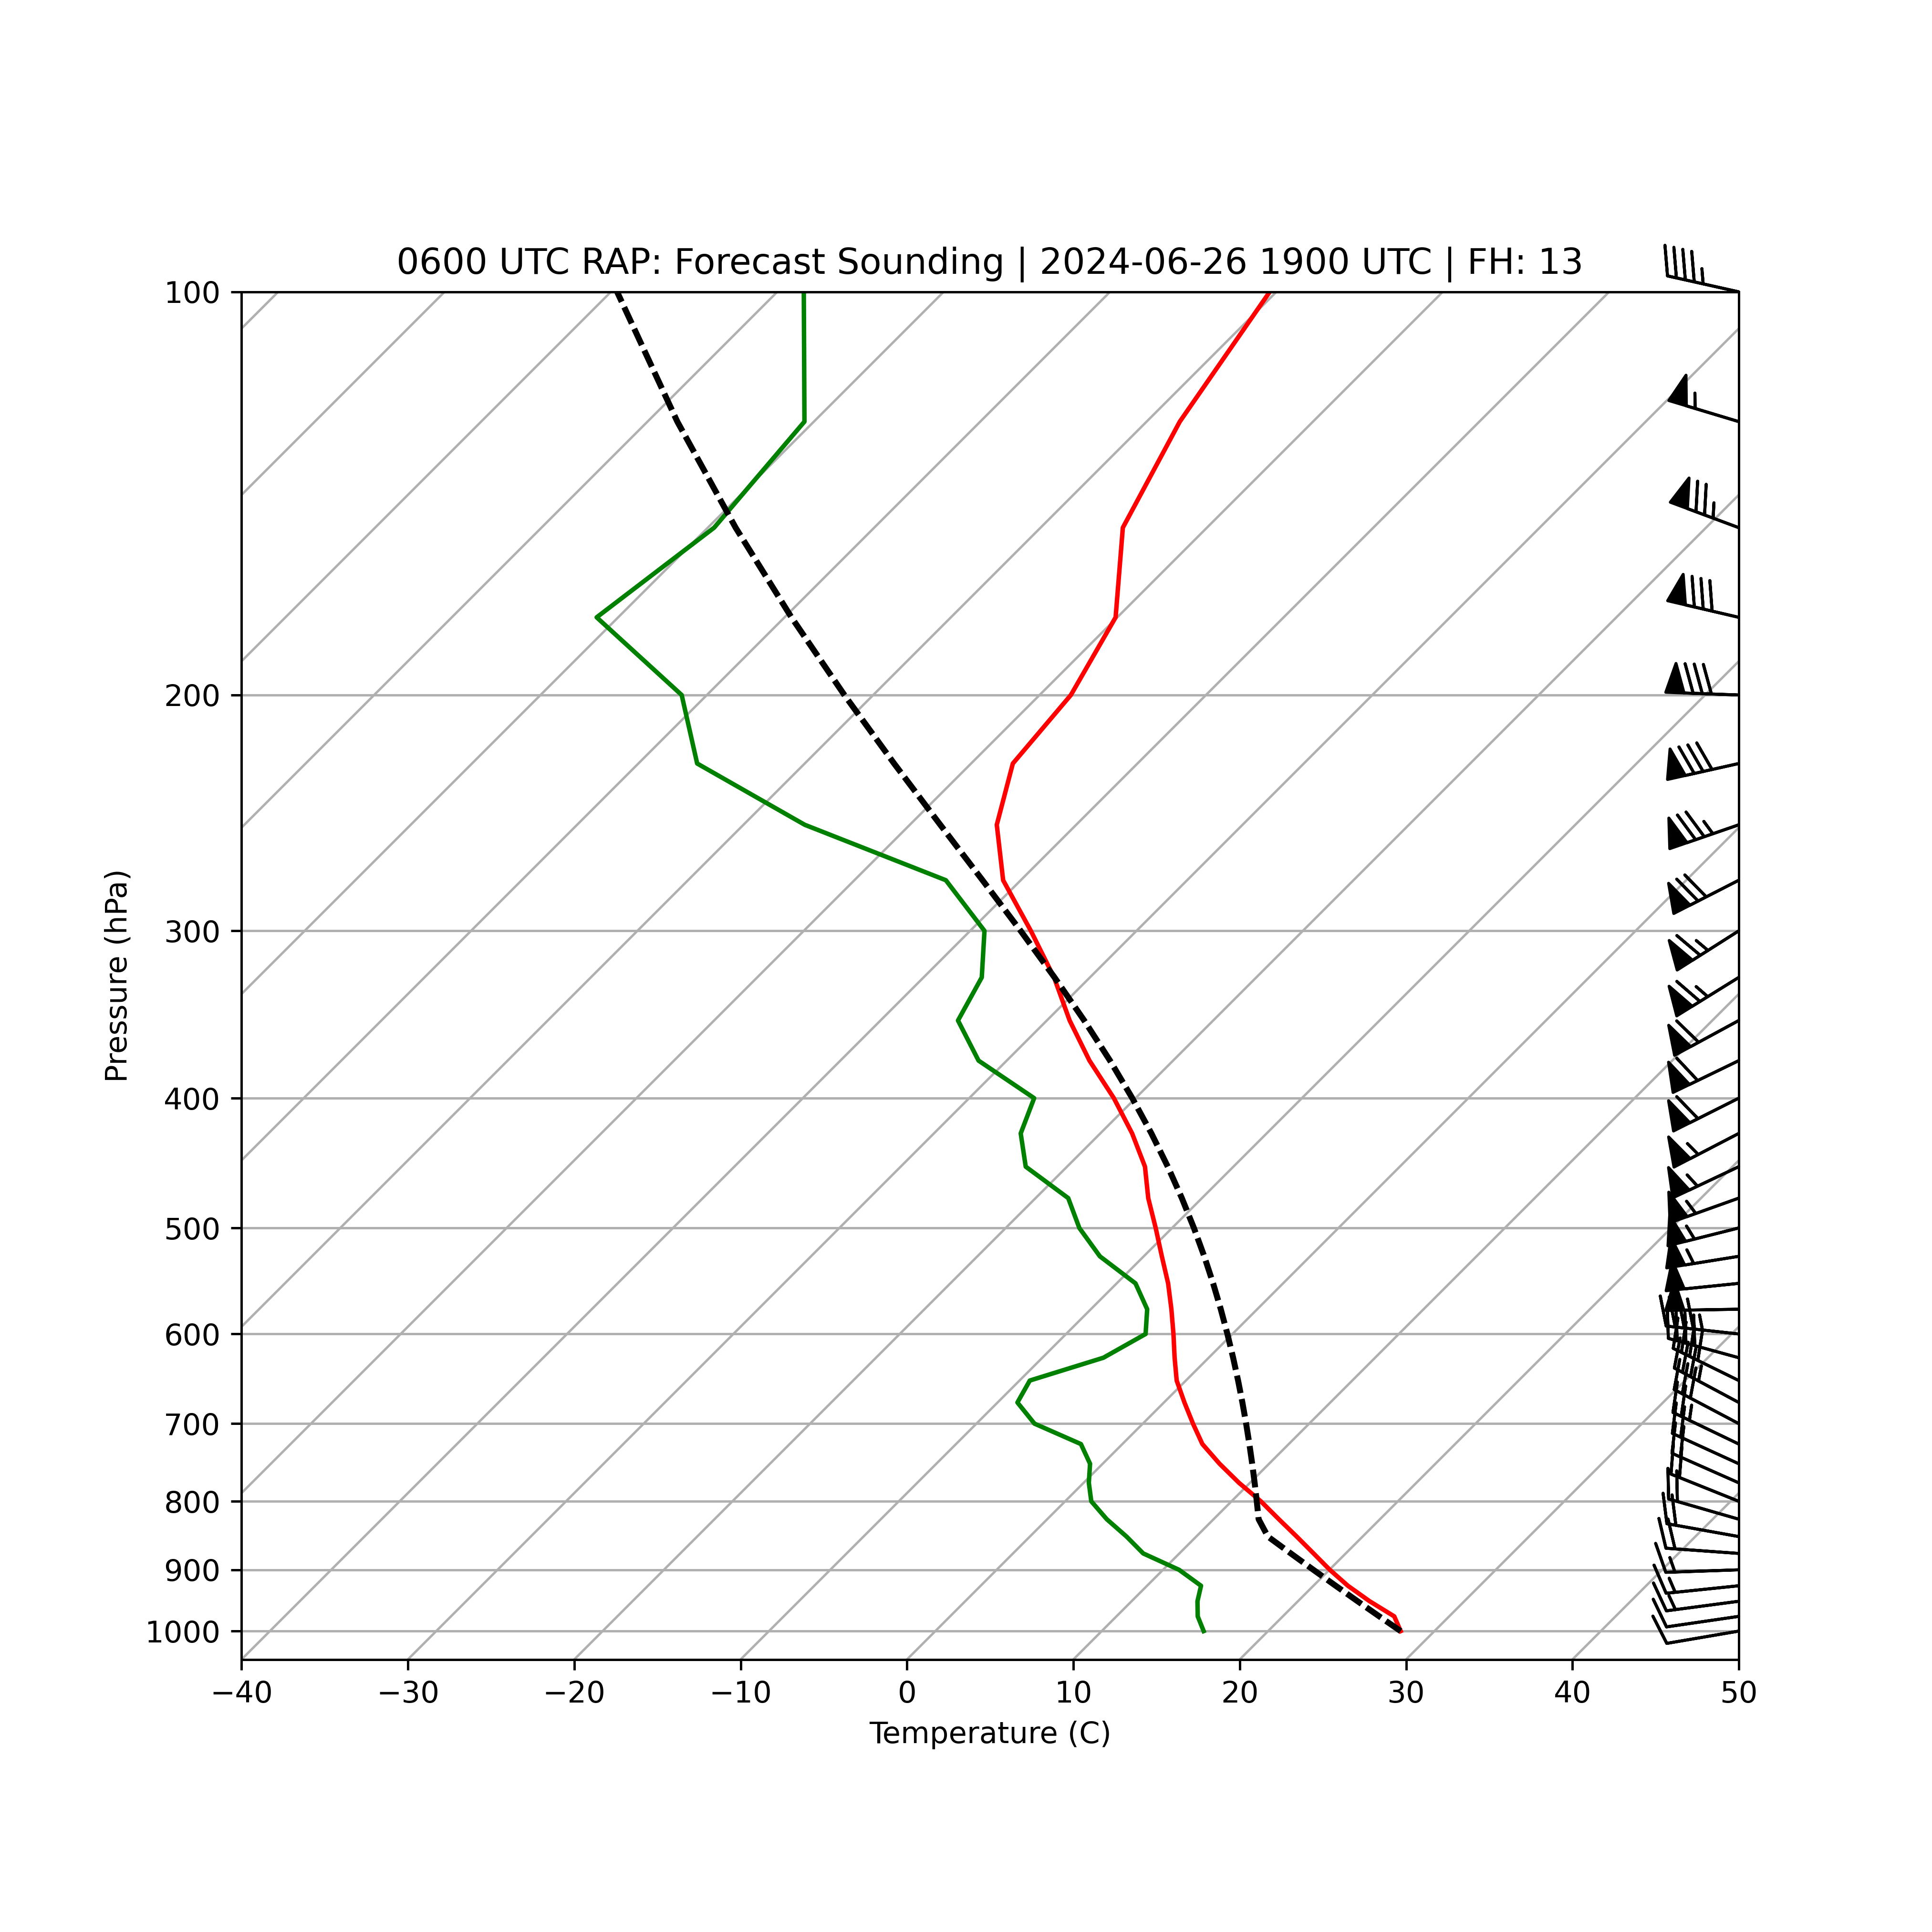 0600 UTC RAP: Forecast Sounding | 2024-06-26 1900 UTC | FH: 13
100
200
300
400
500
600
700
800
900
1000
Pressure (hPa)
−40 −30 −20 −10 0 10 20 30 40 50
Temperature (C)